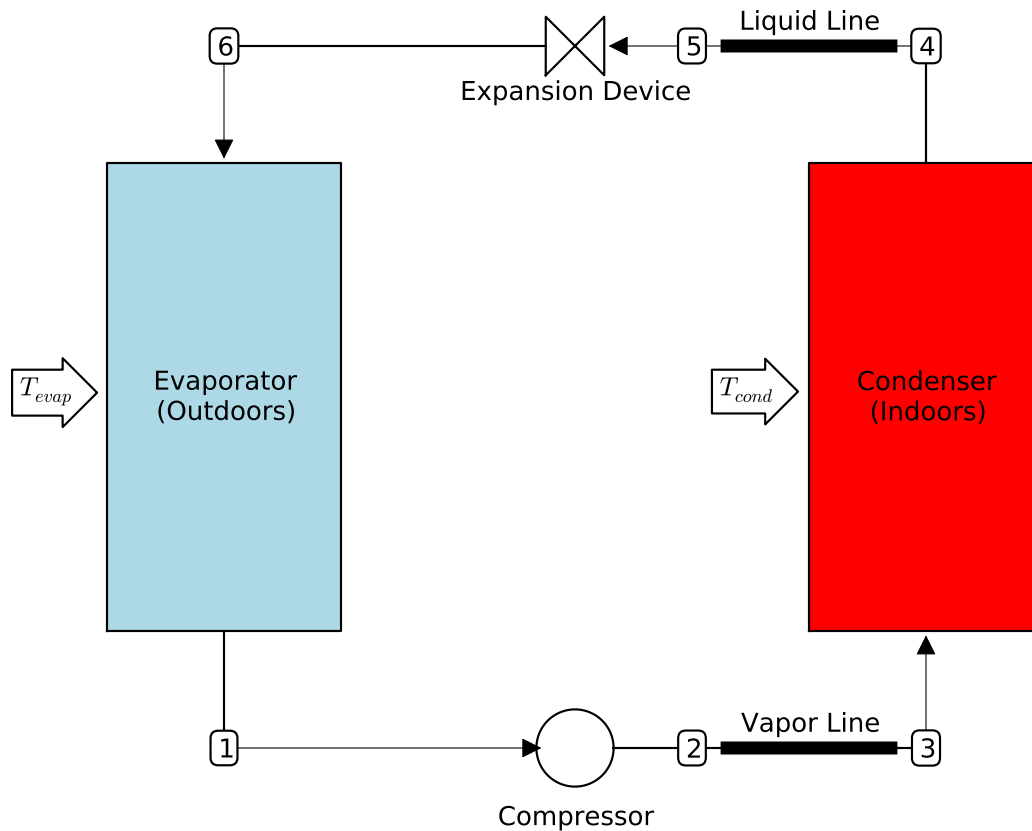 Liquid Line
6
5
4
Expansion Device
Evaporator
(Outdoors)
T_evap
Condenser
(Indoors)
T_cond
Vapor Line
1
2
3
Compressor